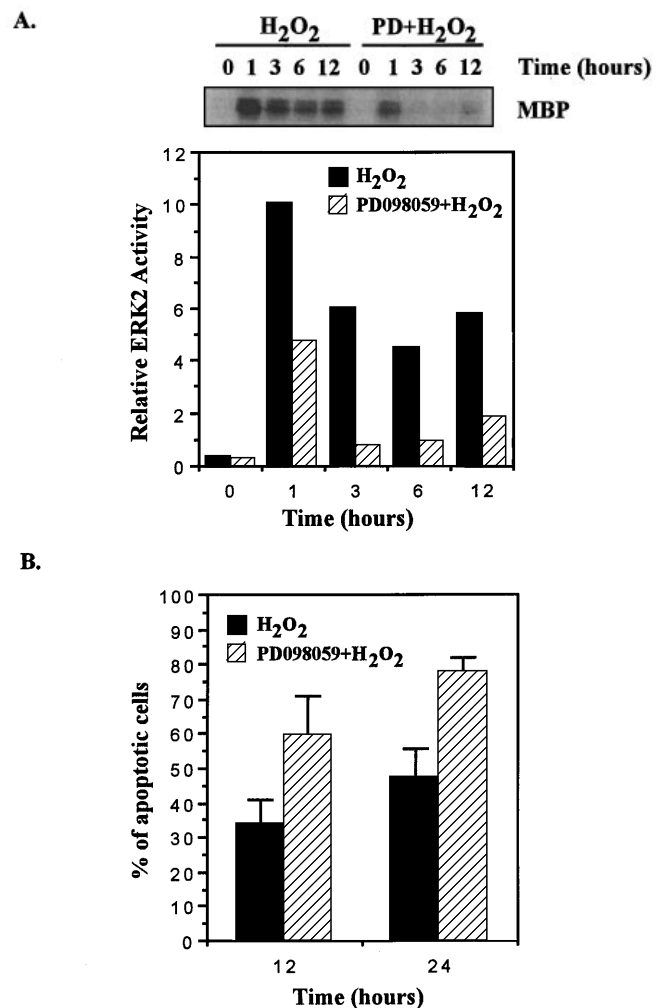 A.
H₂O₂ PD+H₂O₂
0 1 3 6 12 0 1 3 6 12 Time (hours)
MBP
12
10
8
6
4
2
0
Relative ERK2 Activity
H₂O₂
PD098059+H₂O₂
0 1 3 6 12
Time (hours)
B.
100
90
80
70
60
50
40
30
20
10
0
% of apoptotic cells
H₂O₂
PD098059+H₂O₂
12 24
Time (hours)